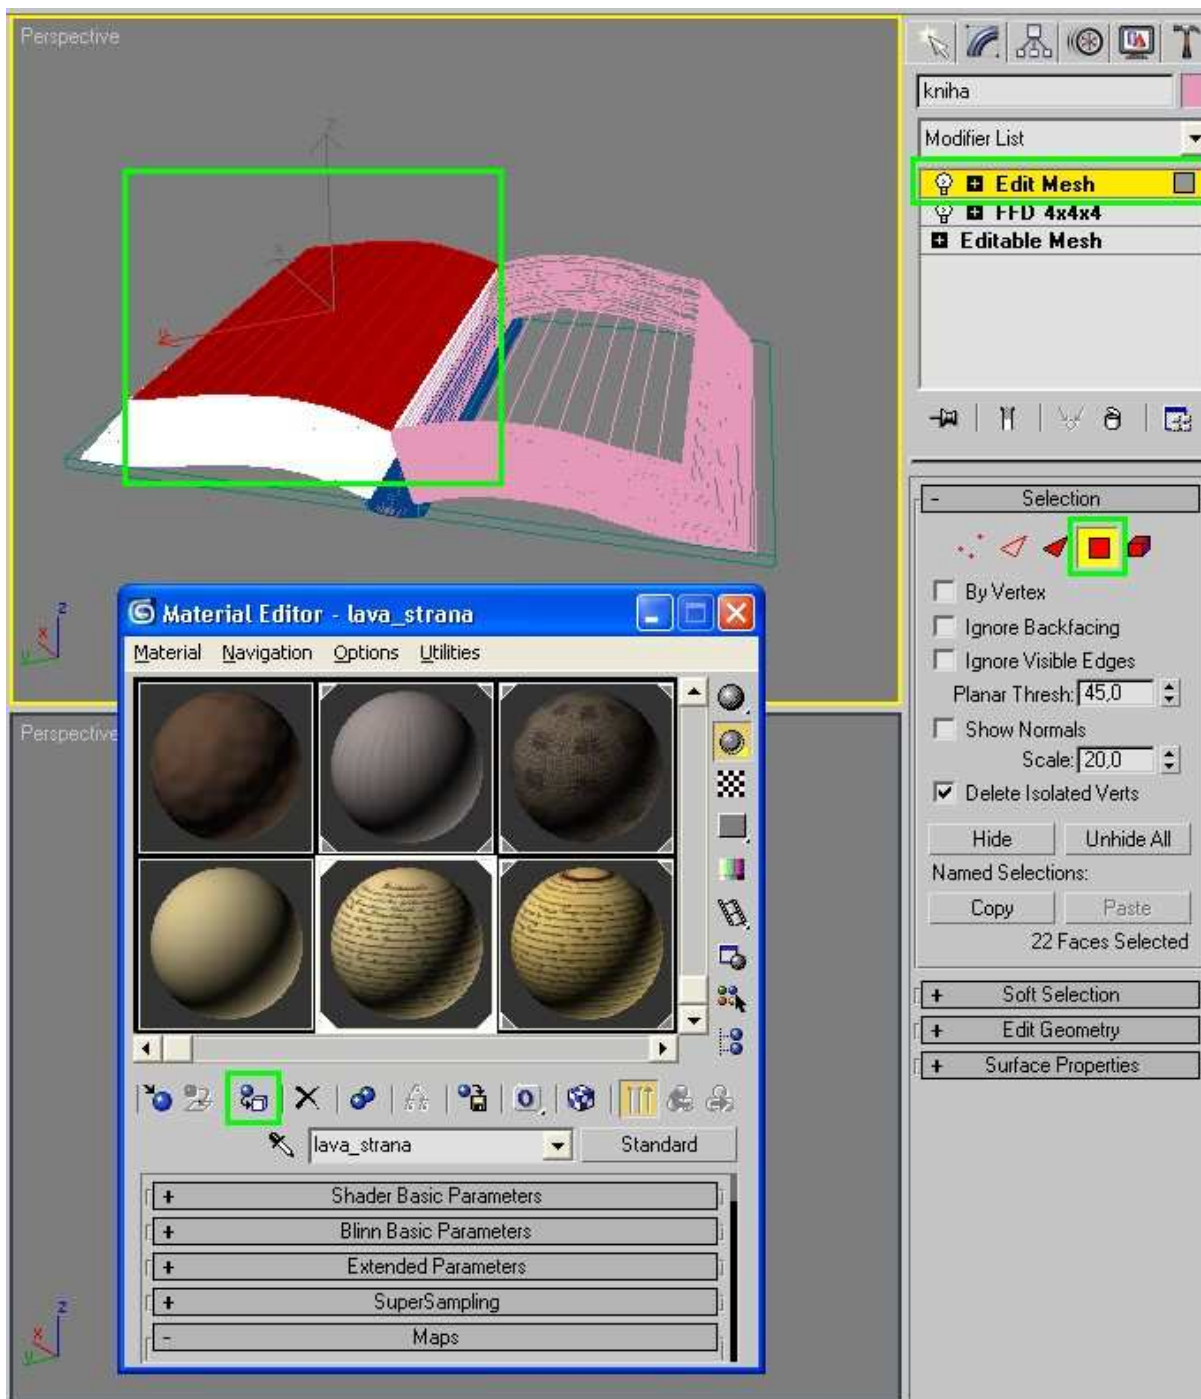 Perspective
kniha
Modifier List
Edit Mesh
FFD 4x4x4
Editable Mesh
z
x
y
z
x
y
Selection
By Vertex
Ignore Backfacing
Ignore Visible Edges
Planar Thresh: 45,0
Show Normals
Scale: 20,0
Delete Isolated Verts
Hide Unhide All
Named Selections:
Copy Paste
22 Faces Selected
+ Soft Selection
+ Edit Geometry
+ Surface Properties
Material Editor - lava_strana
Material Navigation Options Utilities
Perspective
lava_strana Standard
+ Shader Basic Parameters
+ Blinn Basic Parameters
+ Extended Parameters
+ SuperSampling
- Maps
z
x
y